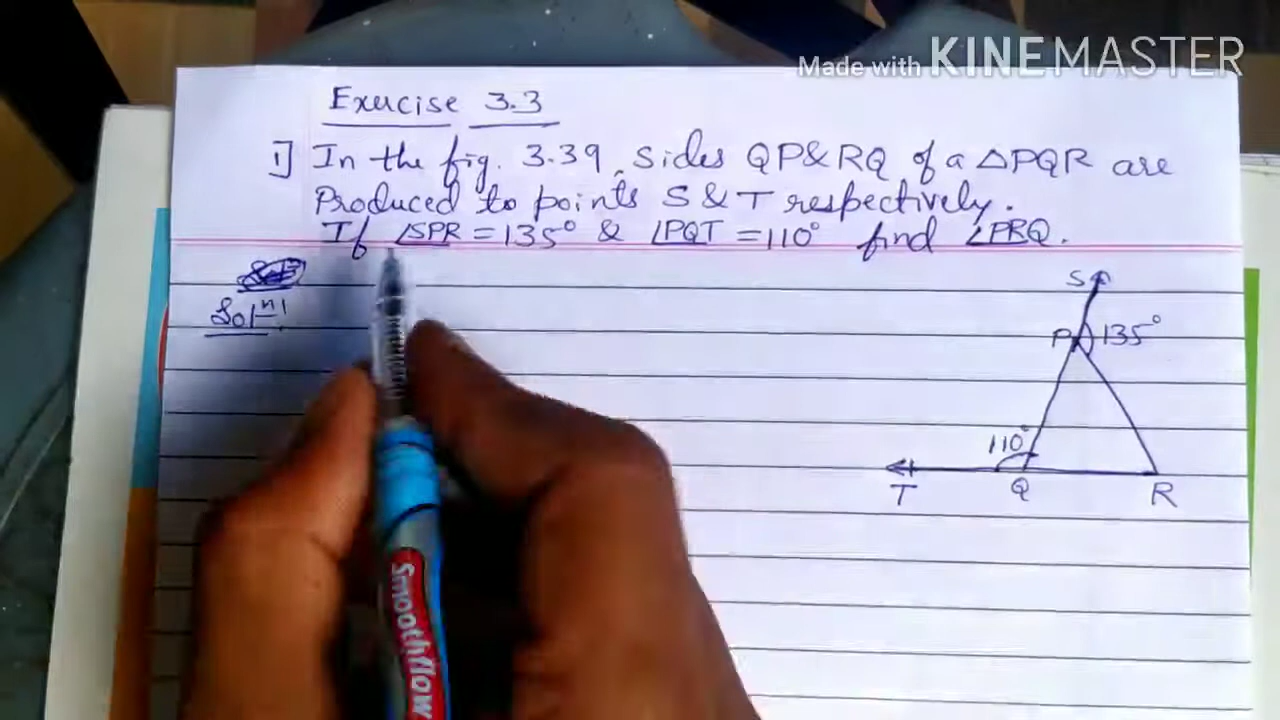 Made with KINEMASTER
Exercise 3.3
1] In the fig. 3.39, sides QP & RQ of a △PQR are
Produced to points S & T respectively.
If ∠SPR = 135° & ∠PQT = 110° find ∠PRQ.
Solⁿ!
S
P 135°
110°
T Q R
Smoothflow